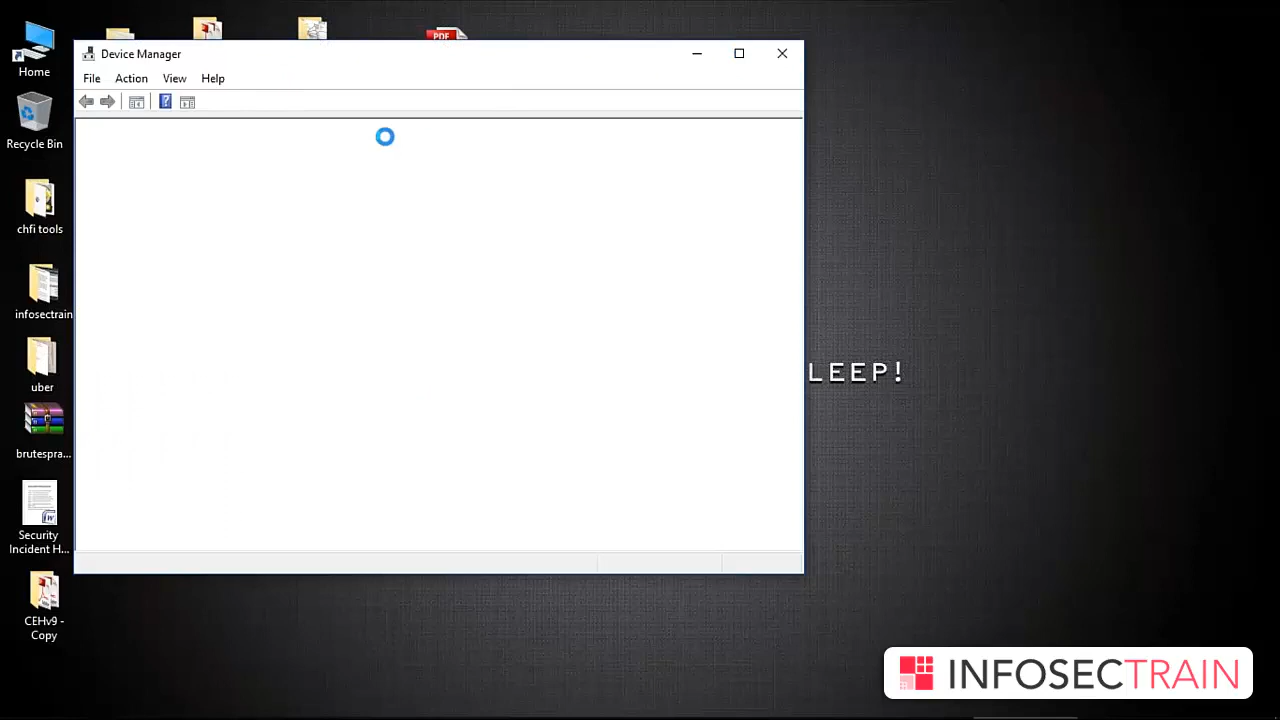 Home
Recycle Bin
chfi tools
infosectrain
uber
brutespra...
Security
Incident H...
CEHv9 -
Copy
PDF
Device Manager
File Action View Help
?
LEEP!
INFOSECTRAIN